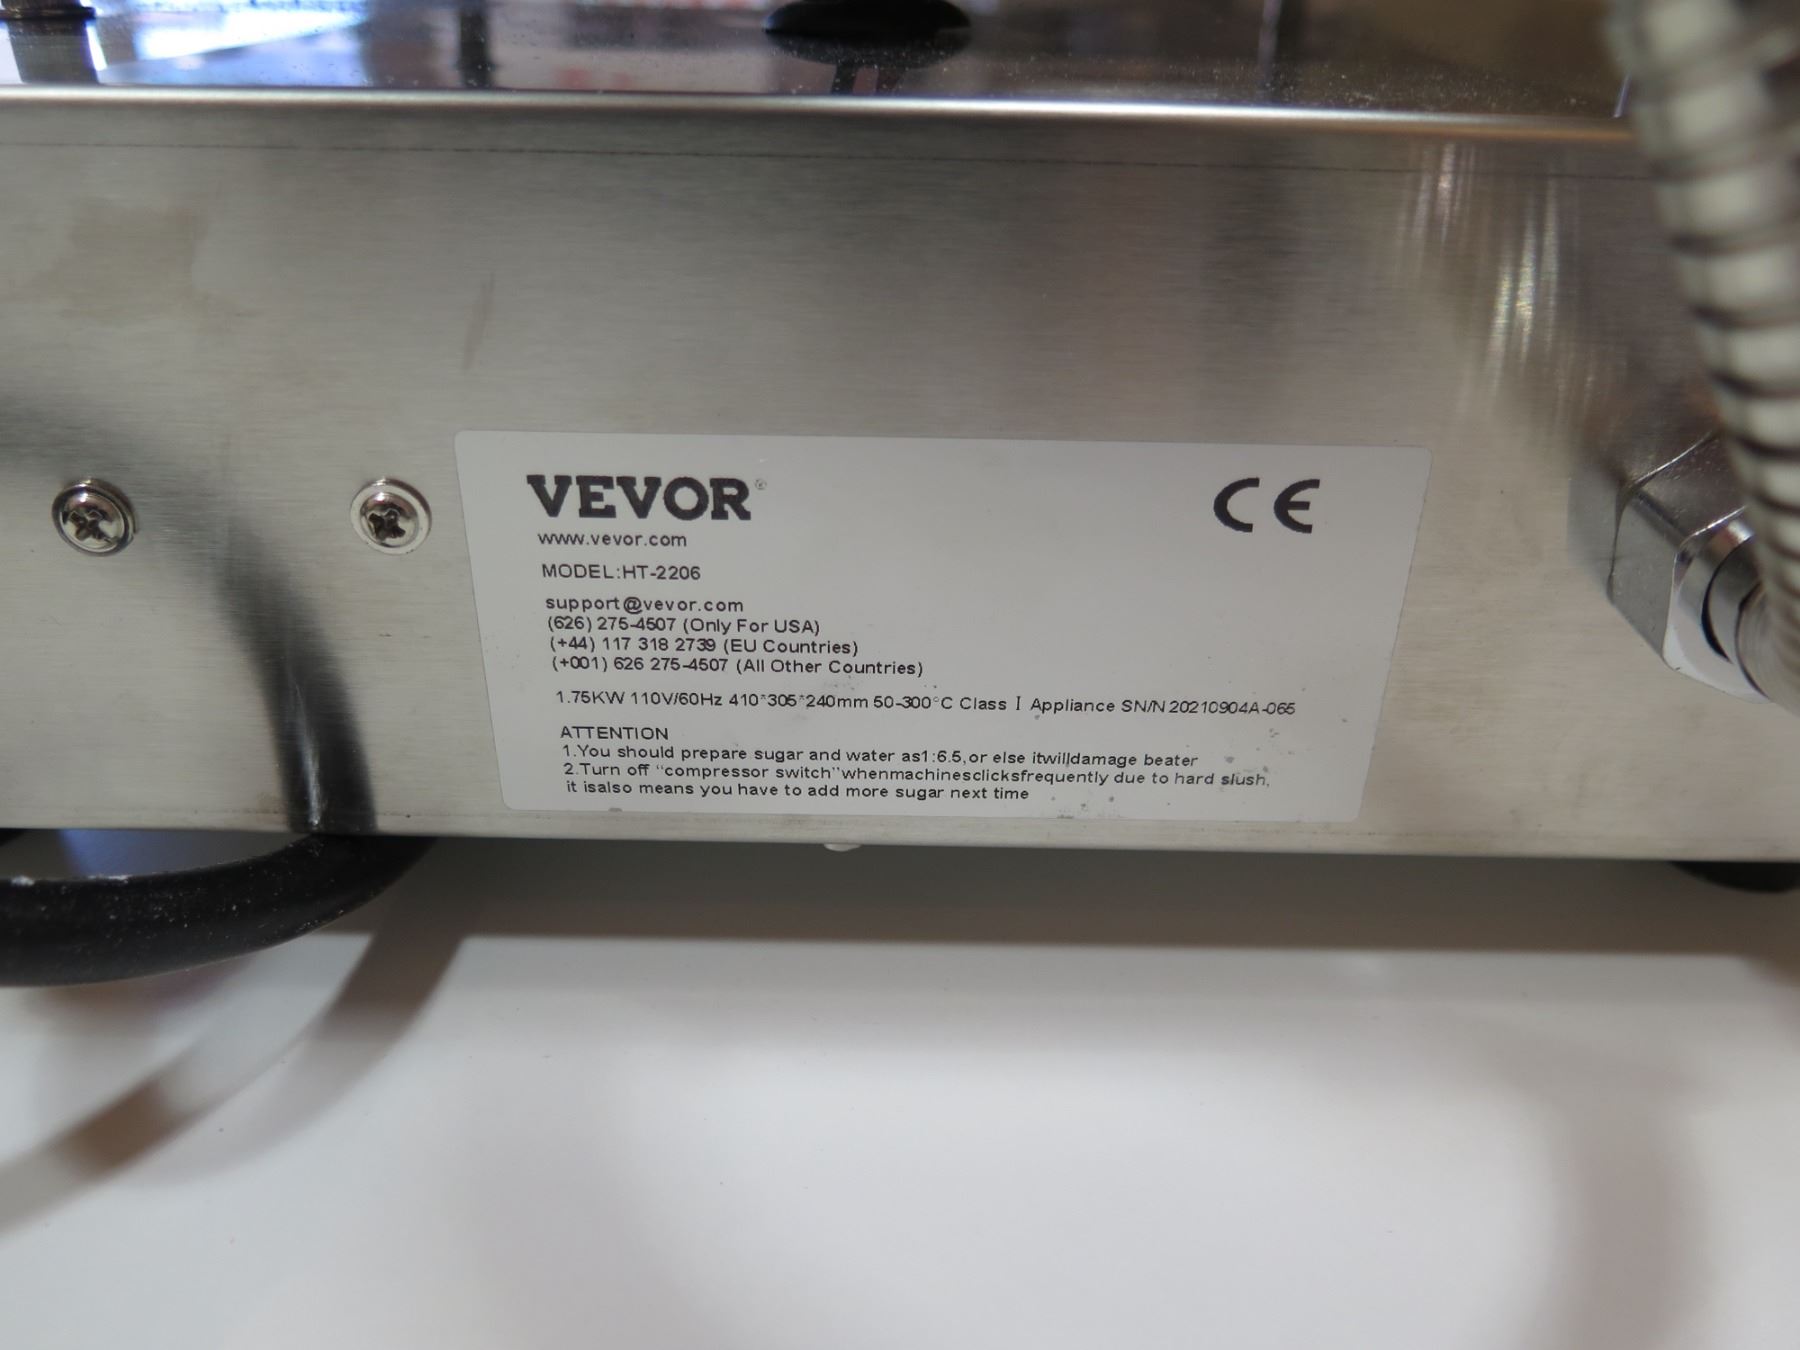 VEVOR®
CE
www.vevor.com
MODEL:HT-2206
support@vevor.com
(626) 275-4507 (Only For USA)
(+44) 117 318 2739 (EU Countries)
(+001) 626 275-4507 (All Other Countries)
1.75KW 110V/60Hz 410*305*240mm 50-300°C Class I Appliance SN/N 20210904A-065
ATTENTION
1.You should prepare sugar and water as1:6.5,or else itwilldamage beater
2.Turn off "compressor switch"whenmachinesclicksfrequently due to hard slush,
it isalso means you have to add more sugar next time